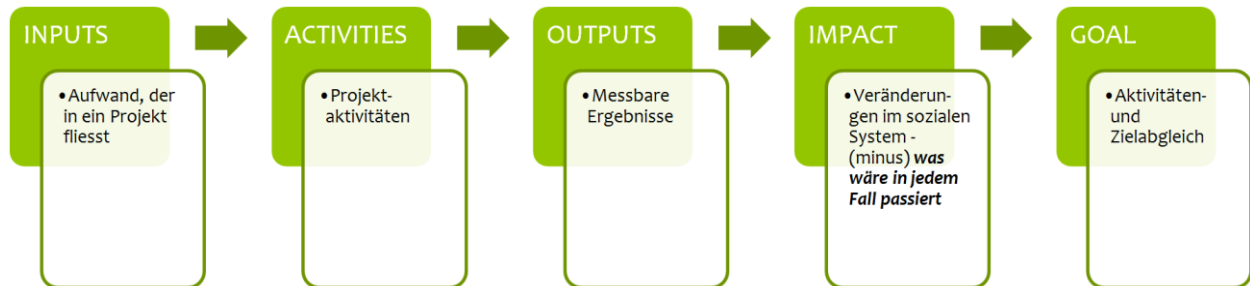 INPUTS
•Aufwand, der
in ein Projekt
fliesst
ACTIVITIES
•Projekt-
aktivitäten
OUTPUTS
•Messbare
Ergebnisse
IMPACT
•Veränderun-
gen im sozialen
System -
(minus) was
wäre in jedem
Fall passiert
GOAL
•Aktivitäten-
und
Zielabgleich